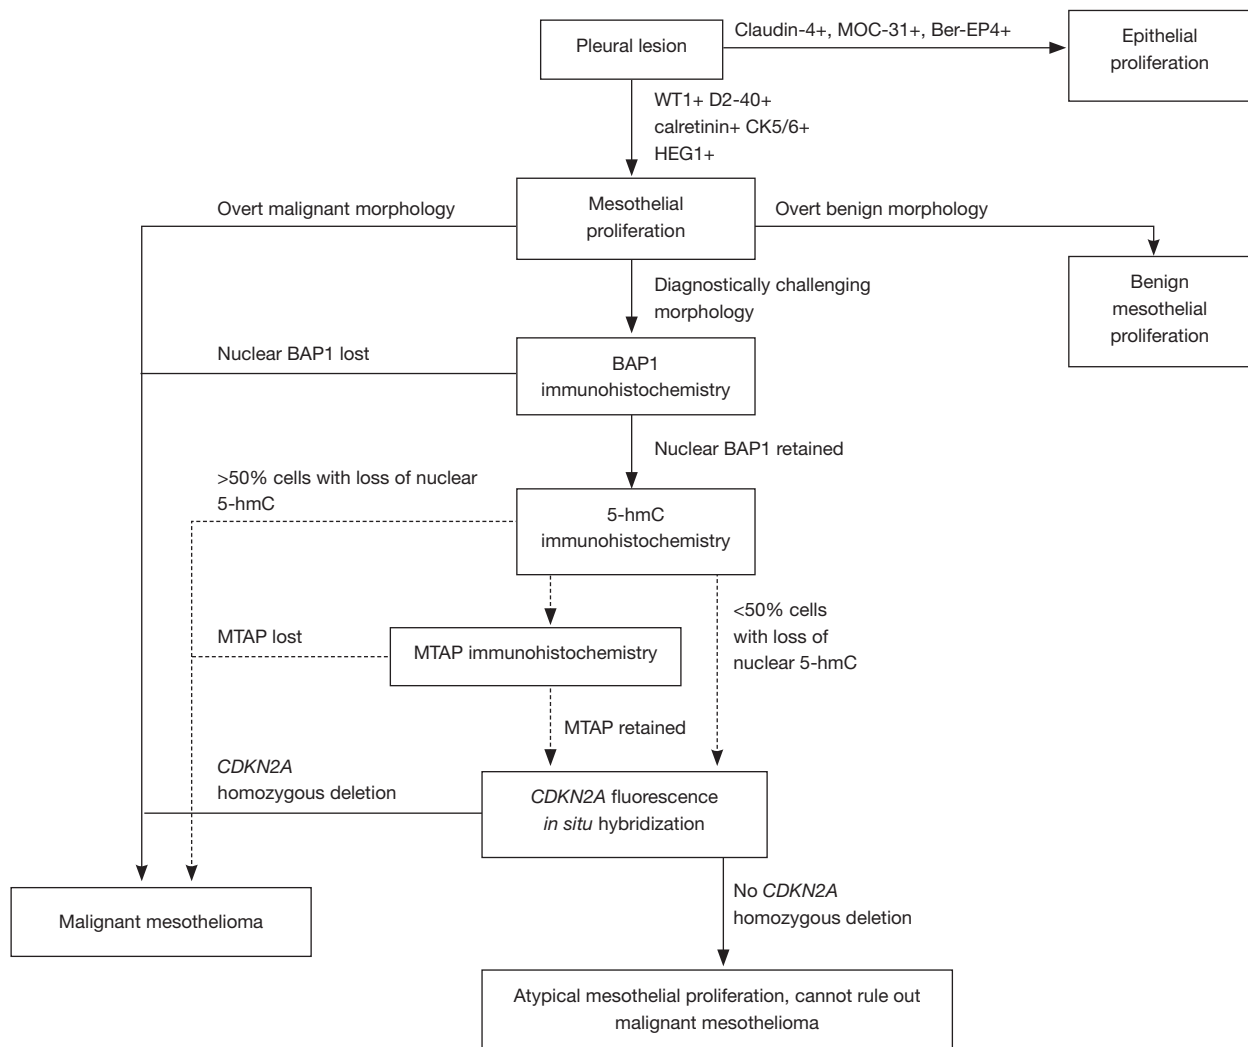 Pleural lesion
Claudin-4+, MOC-31+, Ber-EP4+
Epithelial
proliferation
WT1+ D2-40+
calretinin+ CK5/6+
HEG1+
Overt malignant morphology
Mesothelial
proliferation
Overt benign morphology
Benign
mesothelial
proliferation
Diagnostically challenging
morphology
Nuclear BAP1 lost
BAP1
immunohistochemistry
Nuclear BAP1 retained
>50% cells with loss of nuclear
5-hmC
5-hmC
immunohistochemistry
<50% cells
with loss of
nuclear 5-hmC
MTAP lost
MTAP immunohistochemistry
MTAP retained
CDKN2A
homozygous deletion
CDKN2A fluorescence
in situ hybridization
Malignant mesothelioma
No CDKN2A
homozygous deletion
Atypical mesothelial proliferation, cannot rule out
malignant mesothelioma